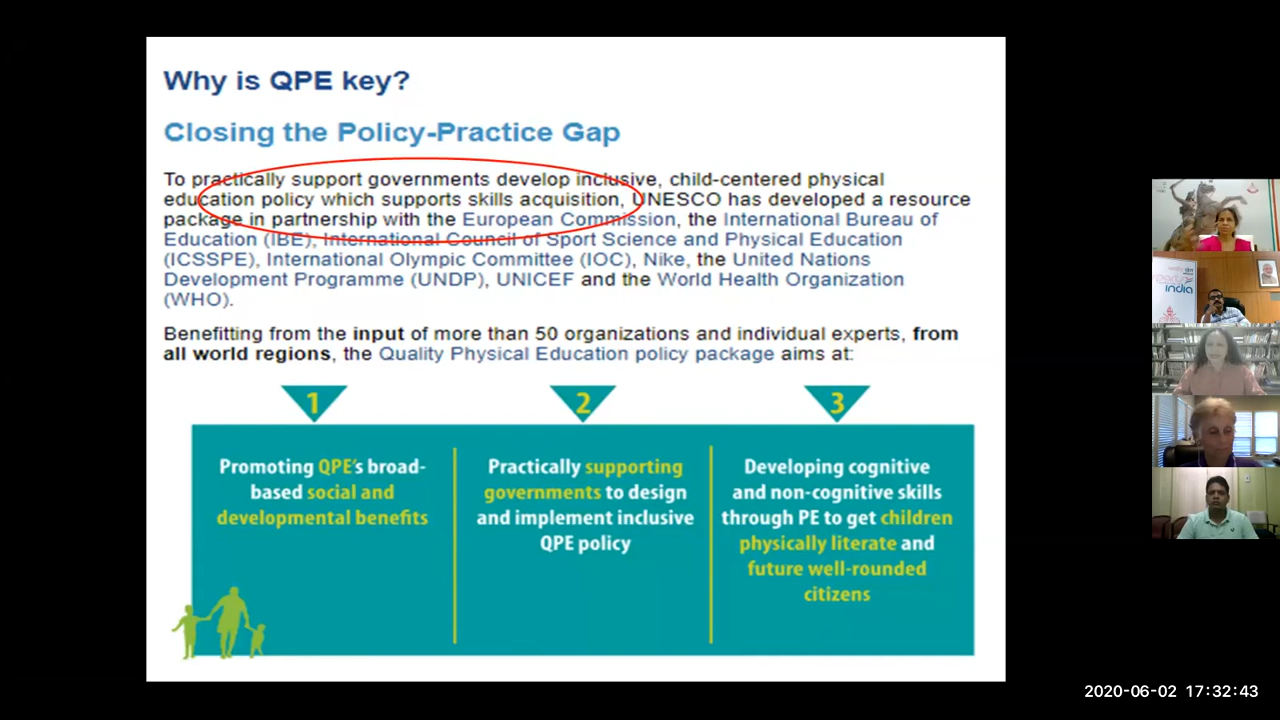 Why is QPE key?
Closing the Policy-Practice Gap
To practically support governments develop inclusive, child-centered physical
education policy which supports skills acquisition, UNESCO has developed a resource
package in partnership with the European Commission, the International Bureau of
Education (IBE), International Council of Sport Science and Physical Education
(ICSSPE), International Olympic Committee (IOC), Nike, the United Nations
Development Programme (UNDP), UNICEF and the World Health Organization
(WHO).
Benefitting from the input of more than 50 organizations and individual experts, from
all world regions, the Quality Physical Education policy package aims at:
1
Promoting QPE's broad-
based social and
developmental benefits
2
Practically supporting
governments to design
and implement inclusive
QPE policy
3
Developing cognitive
and non-cognitive skills
through PE to get children
physically literate and
future well-rounded
citizens
india
2020-06-02 17:32:43